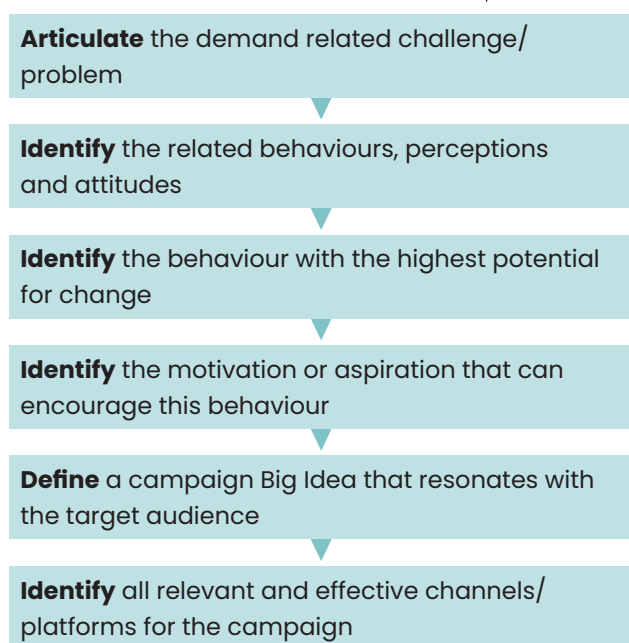 Articulate the demand related challenge/
problem
Identify the related behaviours, perceptions
and attitudes
Identify the behaviour with the highest potential
for change
Identify the motivation or aspiration that can
encourage this behaviour
Define a campaign Big Idea that resonates with
the target audience
Identify all relevant and effective channels/
platforms for the campaign